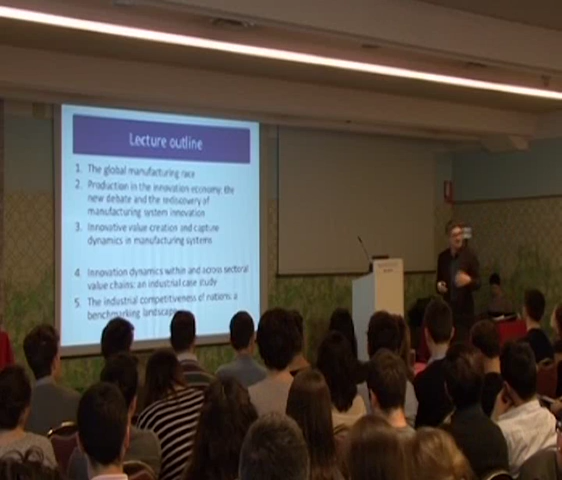 Lecture outline
1. The global manufacturing race
2. Production in the innovation economy: the
new debate and the rediscovery of
manufacturing system innovation
3. Innovative value creation and capture
dynamics in manufacturing systems
4. Innovation dynamics within and across sectoral
value chains: an industrial case study
5. The industrial competitiveness of nations: a
benchmarking landscape